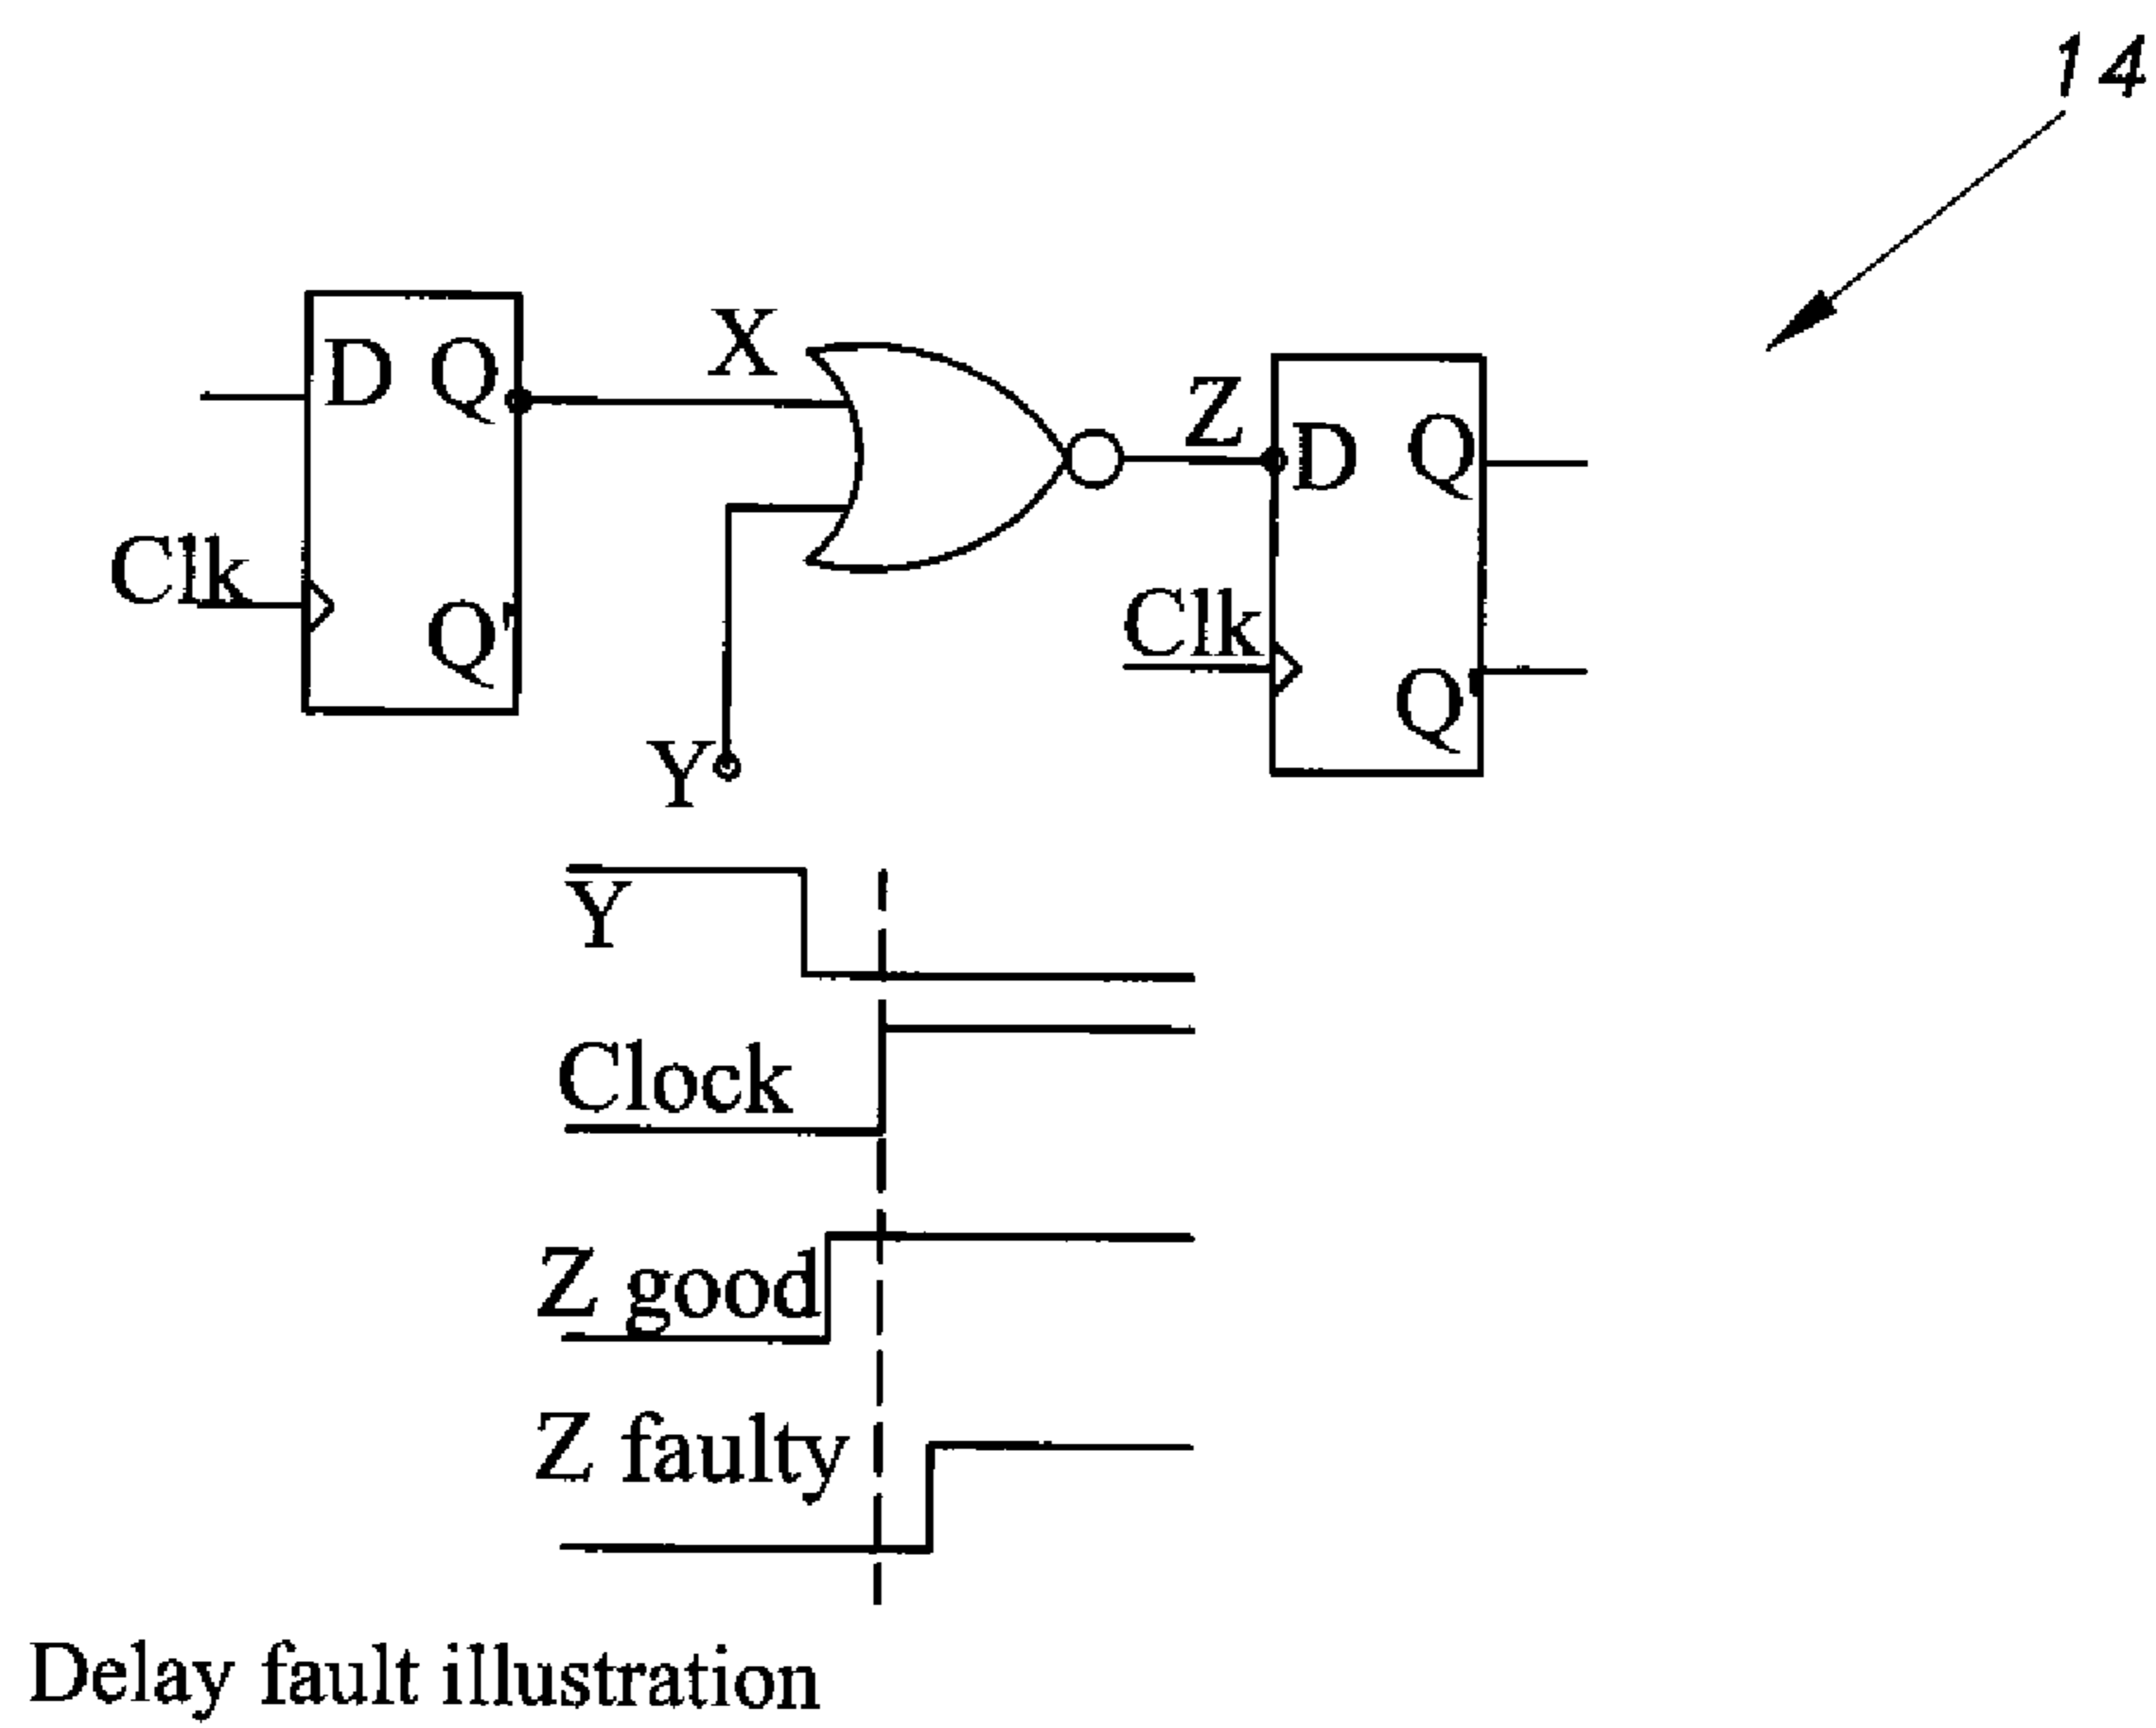 14
X
D Q
Z
D Q
Clk
Q'
Clk
Q'
Y
Y
Clock
Z good
Z faulty
Delay fault illustration